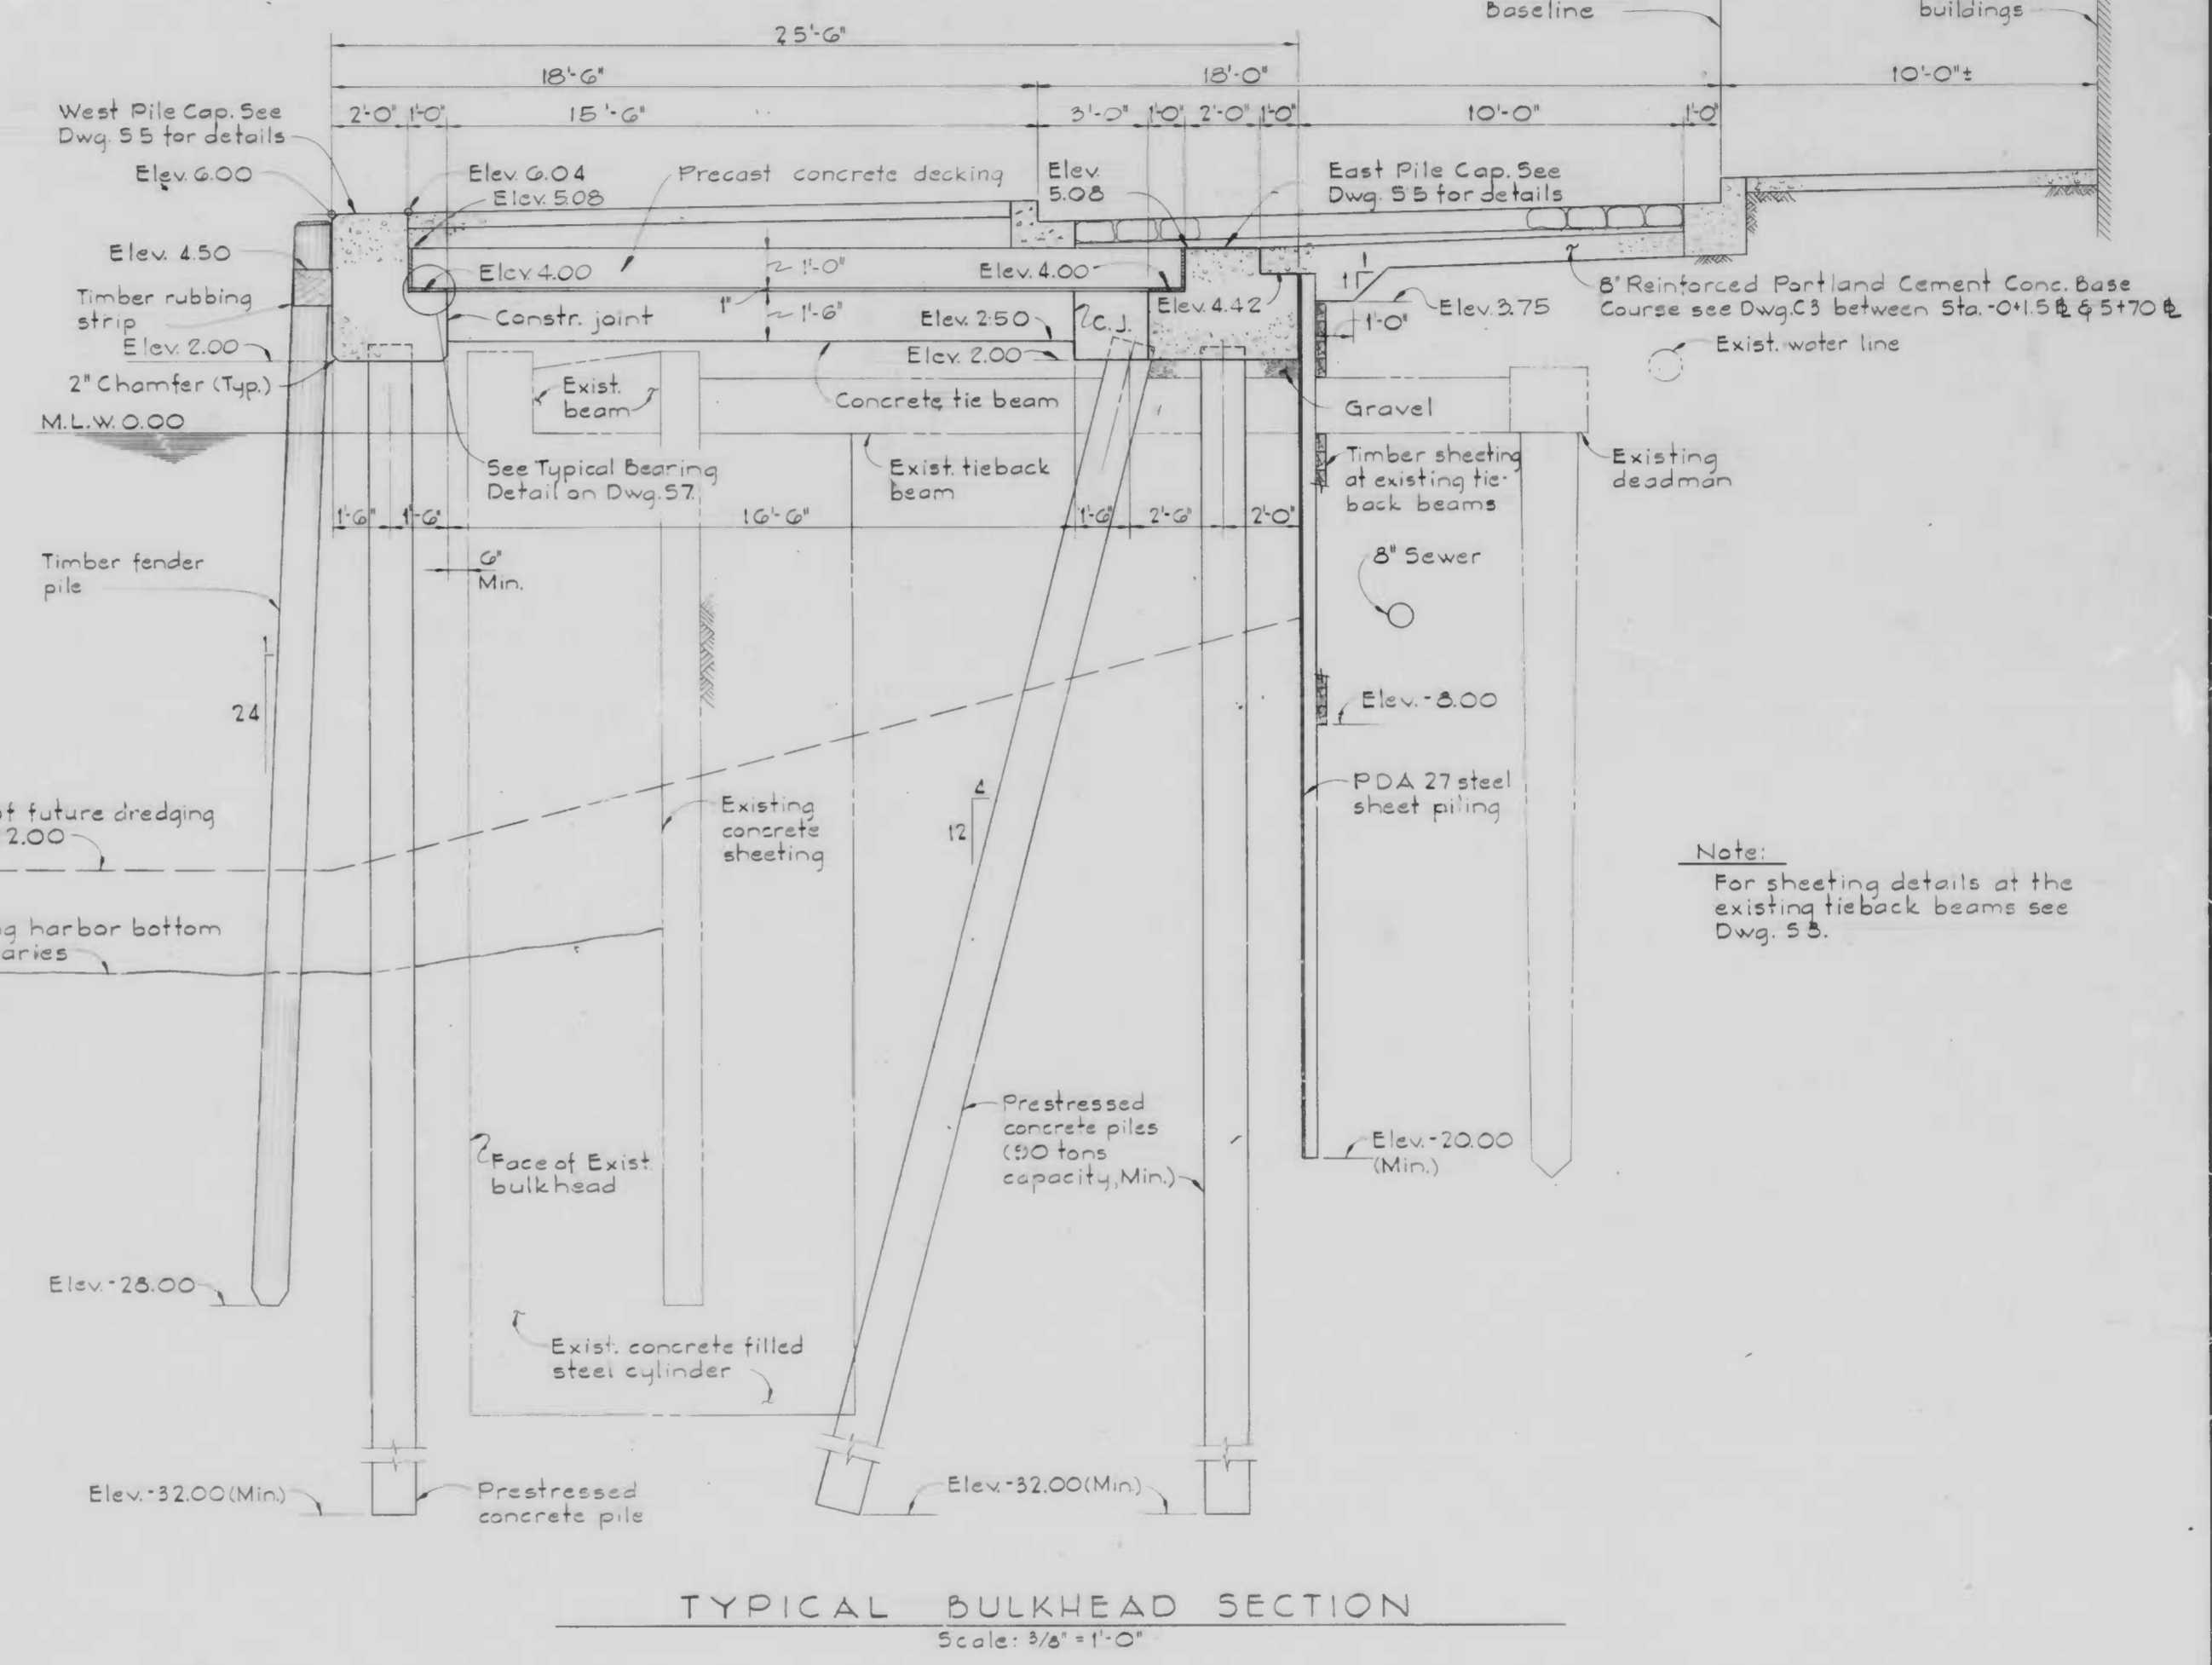 Baseline
buildings
25'-6"
18'-6"
18'-0"
10'-0"±
2'-0"
1'-0"
15'-6"
3'-0"
1'-0"
2'-0"
1'-0"
10'-0"
1'-0"
West Pile Cap. See
Dwg. S5 for details
Elev. 6.00
Elev. 6.04
Elev. 5.08
Precast concrete decking
Elev.
5.08
East Pile Cap. See
Dwg. S5 for details
Elev. 4.50
Elev. 4.00
1'-0"
Elev. 4.00
8" Reinforced Portland Cement Conc. Base
Course see Dwg. C3 between Sta. -0+1.5 ℄ & 5+70 ℄
Timber rubbing
strip
Constr. joint
1"
1'-6"
Elev. 2.50
C.J.
Elev. 4.42
1
1
1'-0"
Elev. 3.75
Elev. 2.00
Elev. 2.00
Exist. water line
2" Chamfer (Typ.)
Exist.
beam
Concrete tie beam
Gravel
M.L.W. 0.00
See Typical Bearing
Detail on Dwg. S7.
Exist. tieback
beam
Timber sheeting
at existing tie-
back beams
Existing
deadman
1'-6"
1'-6"
16'-6"
1'-6"
2'-6"
2'-0"
6"
Min.
Timber fender
pile
8" Sewer
1
24
Elev. -8.00
4
12
PDA 27 steel
sheet piling
of future dredging
2.00
Existing
concrete
sheeting
Note:
For sheeting details at the
existing tieback beams see
Dwg. S3.
g harbor bottom
aries
Prestressed
concrete piles
(90 tons
capacity, Min.)
Elev. -20.00
(Min.)
Face of Exist.
bulkhead
Elev. -28.00
Exist. concrete filled
steel cylinder
Elev. -32.00 (Min.)
Prestressed
concrete pile
Elev. -32.00 (Min.)
TYPICAL BULKHEAD SECTION
Scale: 3/8" = 1'-0"